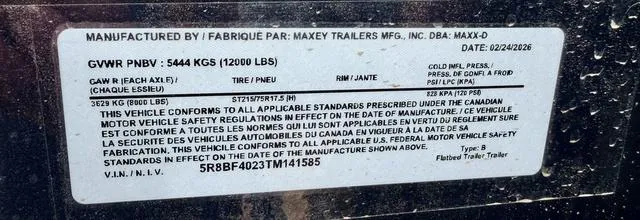 MANUFACTURED BY / FABRIQUÉ PAR: MAXEY TRAILERS MFG., INC. DBA: MAXX-D
DATE: 02/24/2026
GVWR PNBV : 5444 KGS (12000 LBS)
GAW R (EACH AXLE) / (CHAQUE ESSIEU)
TIRE / PNEU
RIM / JANTE
COLD INFL. PRESS. / PRESS. DE GONFL A FROID
PSI / LPC (KPA)
3629 KG (8000 LBS)
ST215/75R17.5 (H)
828 KPA (120 PSI)
THIS VEHICLE CONFORMS TO ALL APPLICABLE STANDARDS PRESCRIBED UNDER THE CANADIAN
MOTOR VEHICLE SAFETY REGULATIONS IN EFFECT ON THE DATE OF MANUFACTURE. / CE VEHICULE
EST CONFORME A TOUTES LES NORMES QUI LUI SONT APPLICABLES EN VERTU DU REGLEMENT SUR
LA SECURITE DES VEHICULES AUTOMOBILES DU CANADA EN VIGUEUR À LA DATE DE SA
FABRICATION. THIS VEHICLE CONFORMS TO ALL APPLICABLE U.S. FEDERAL MOTOR VEHICLE SAFETY
STANDARDS IN EFFECT ON THE DATE OF MANUFACTURE SHOWN ABOVE.
Type: B
V.I.N. / N.I.V.
5R8BF4023TM141585
Flatbed Trailer Trailer